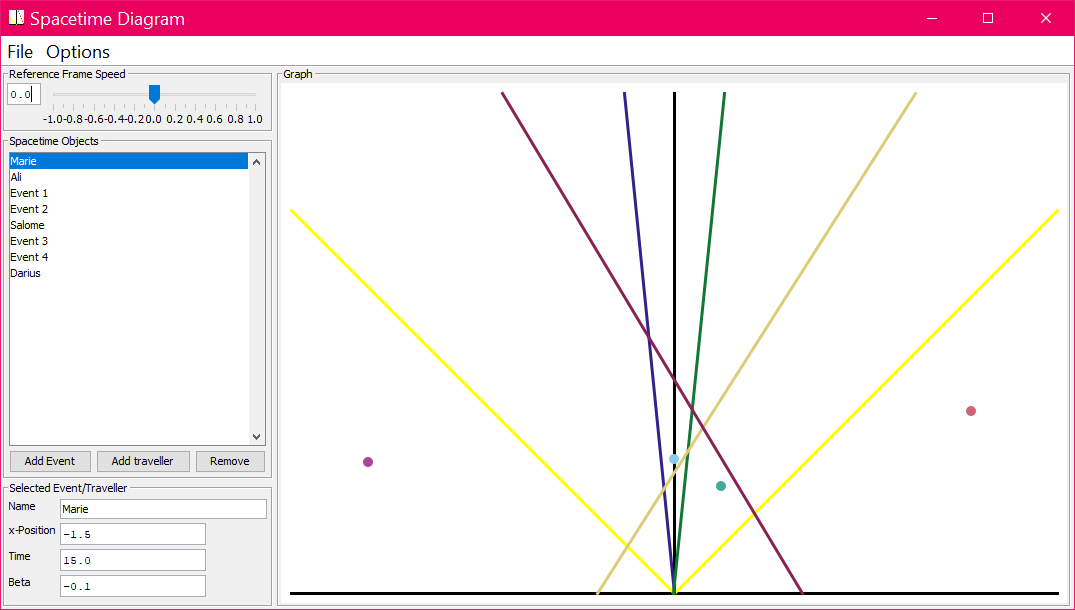 Spacetime Diagram
File Options
Reference Frame Speed
0.0
-1.0 -0.8 -0.6 -0.4 -0.2 0.0 0.2 0.4 0.6 0.8 1.0
Spacetime Objects
Marie
Ali
Event 1
Event 2
Salome
Event 3
Event 4
Darius
Add Event Add traveller Remove
Selected Event/Traveller
Name Marie
x-Position -1.5
Time 15.0
Beta -0.1
Graph